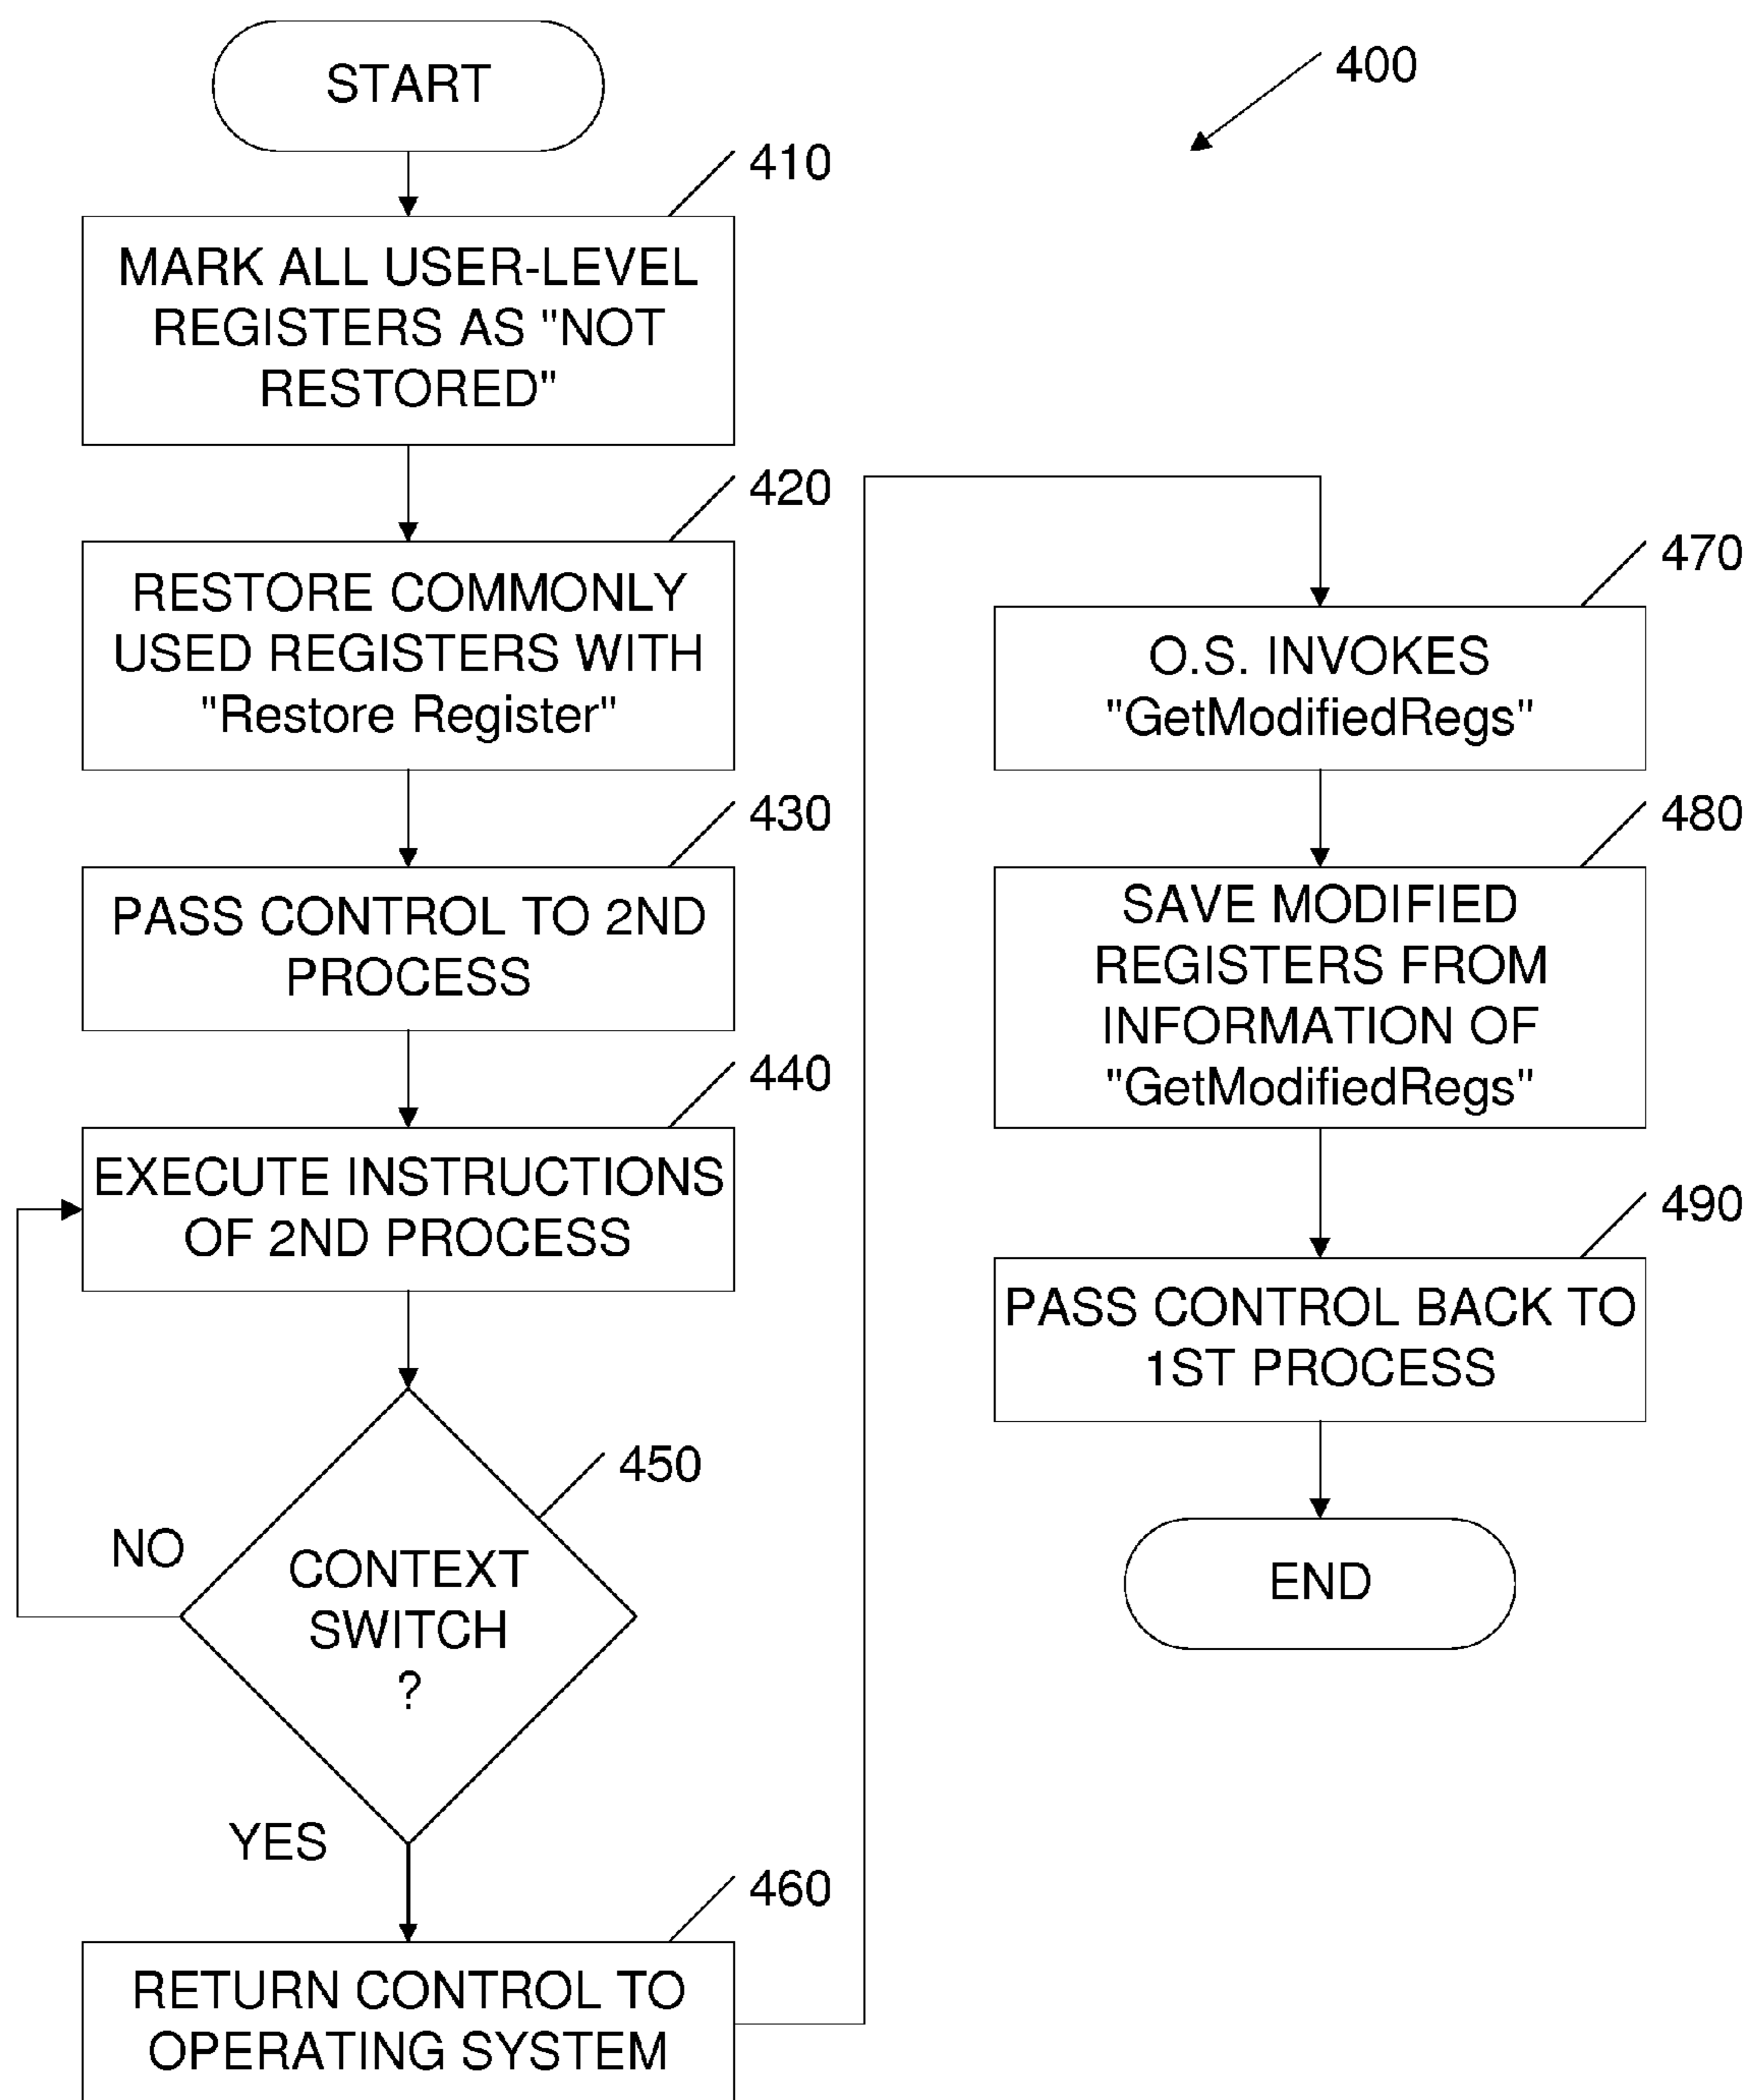 START
400
410
MARK ALL USER-LEVEL
REGISTERS AS "NOT
RESTORED"
420
RESTORE COMMONLY
USED REGISTERS WITH
"Restore Register"
430
PASS CONTROL TO 2ND
PROCESS
440
EXECUTE INSTRUCTIONS
OF 2ND PROCESS
450
CONTEXT
SWITCH
?
NO
YES
460
RETURN CONTROL TO
OPERATING SYSTEM
470
O.S. INVOKES
"GetModifiedRegs"
480
SAVE MODIFIED
REGISTERS FROM
INFORMATION OF
"GetModifiedRegs"
490
PASS CONTROL BACK TO
1ST PROCESS
END